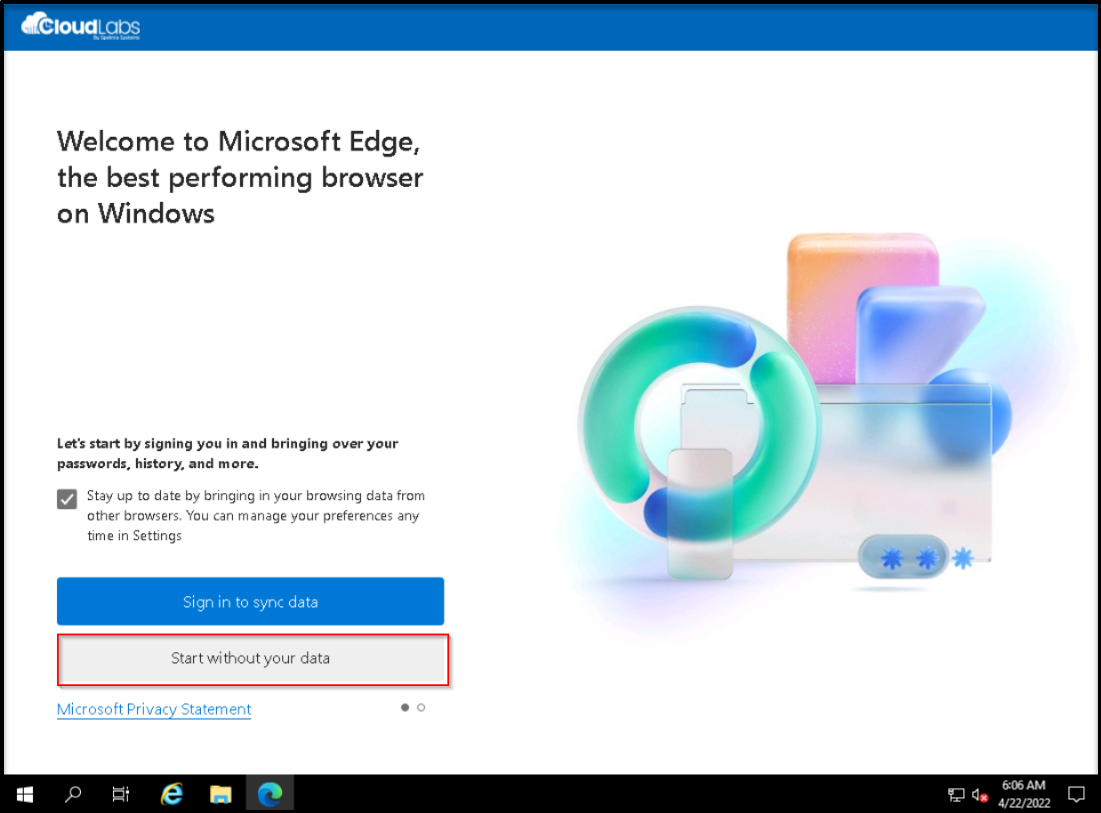 CloudLabs
By Spektra Systems
Welcome to Microsoft Edge,
the best performing browser
on Windows
Let's start by signing you in and bringing over your
passwords, history, and more.
Stay up to date by bringing in your browsing data from
other browsers. You can manage your preferences any
time in Settings
Sign in to sync data
Start without your data
Microsoft Privacy Statement
6:06 AM
4/22/2022